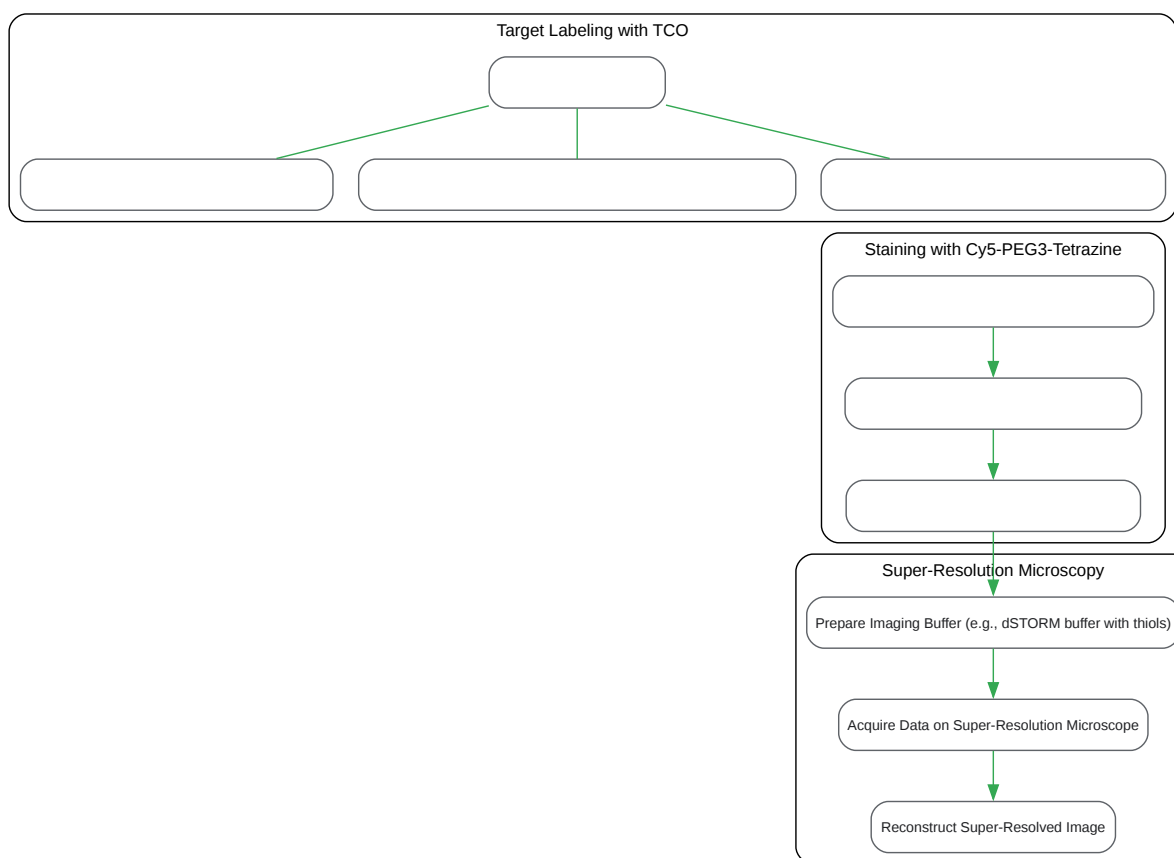 Target Labeling with TCO
Staining with Cy5-PEG3-Tetrazine
Super-Resolution Microscopy
Prepare Imaging Buffer (e.g., dSTORM buffer with thiols)
Acquire Data on Super-Resolution Microscope
Reconstruct Super-Resolved Image